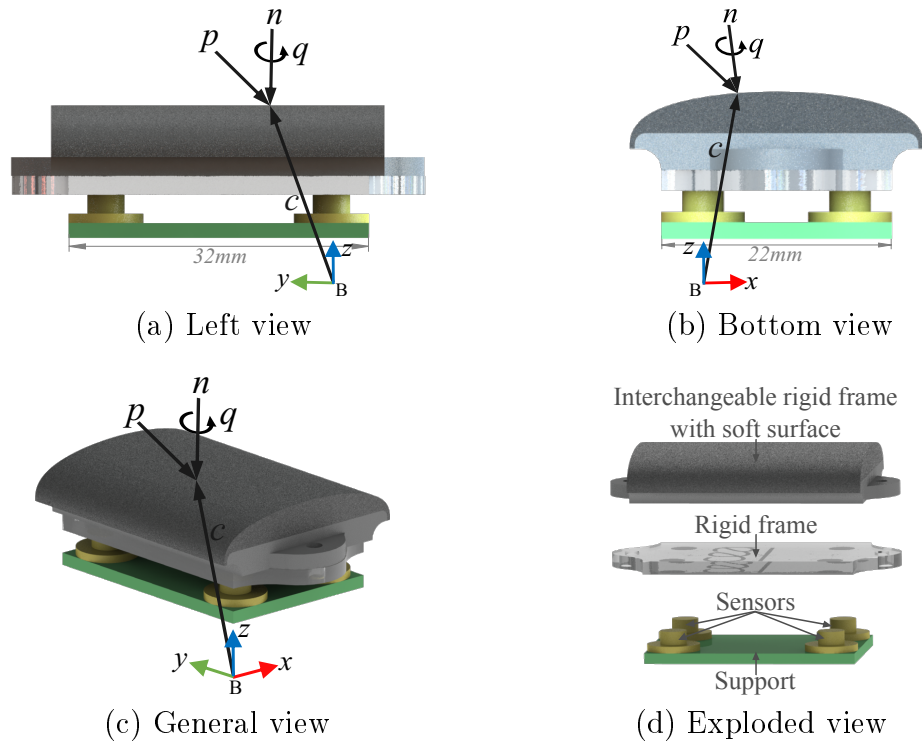 n
p
q
c
32mm
z
y
B
(a) Left view
n
p
q
c
z
22mm
B
x
(b) Bottom view
n
p
q
c
z
y
x
B
(c) General view
Interchangeable rigid frame
with soft surface
Rigid frame
Sensors
Support
(d) Exploded view